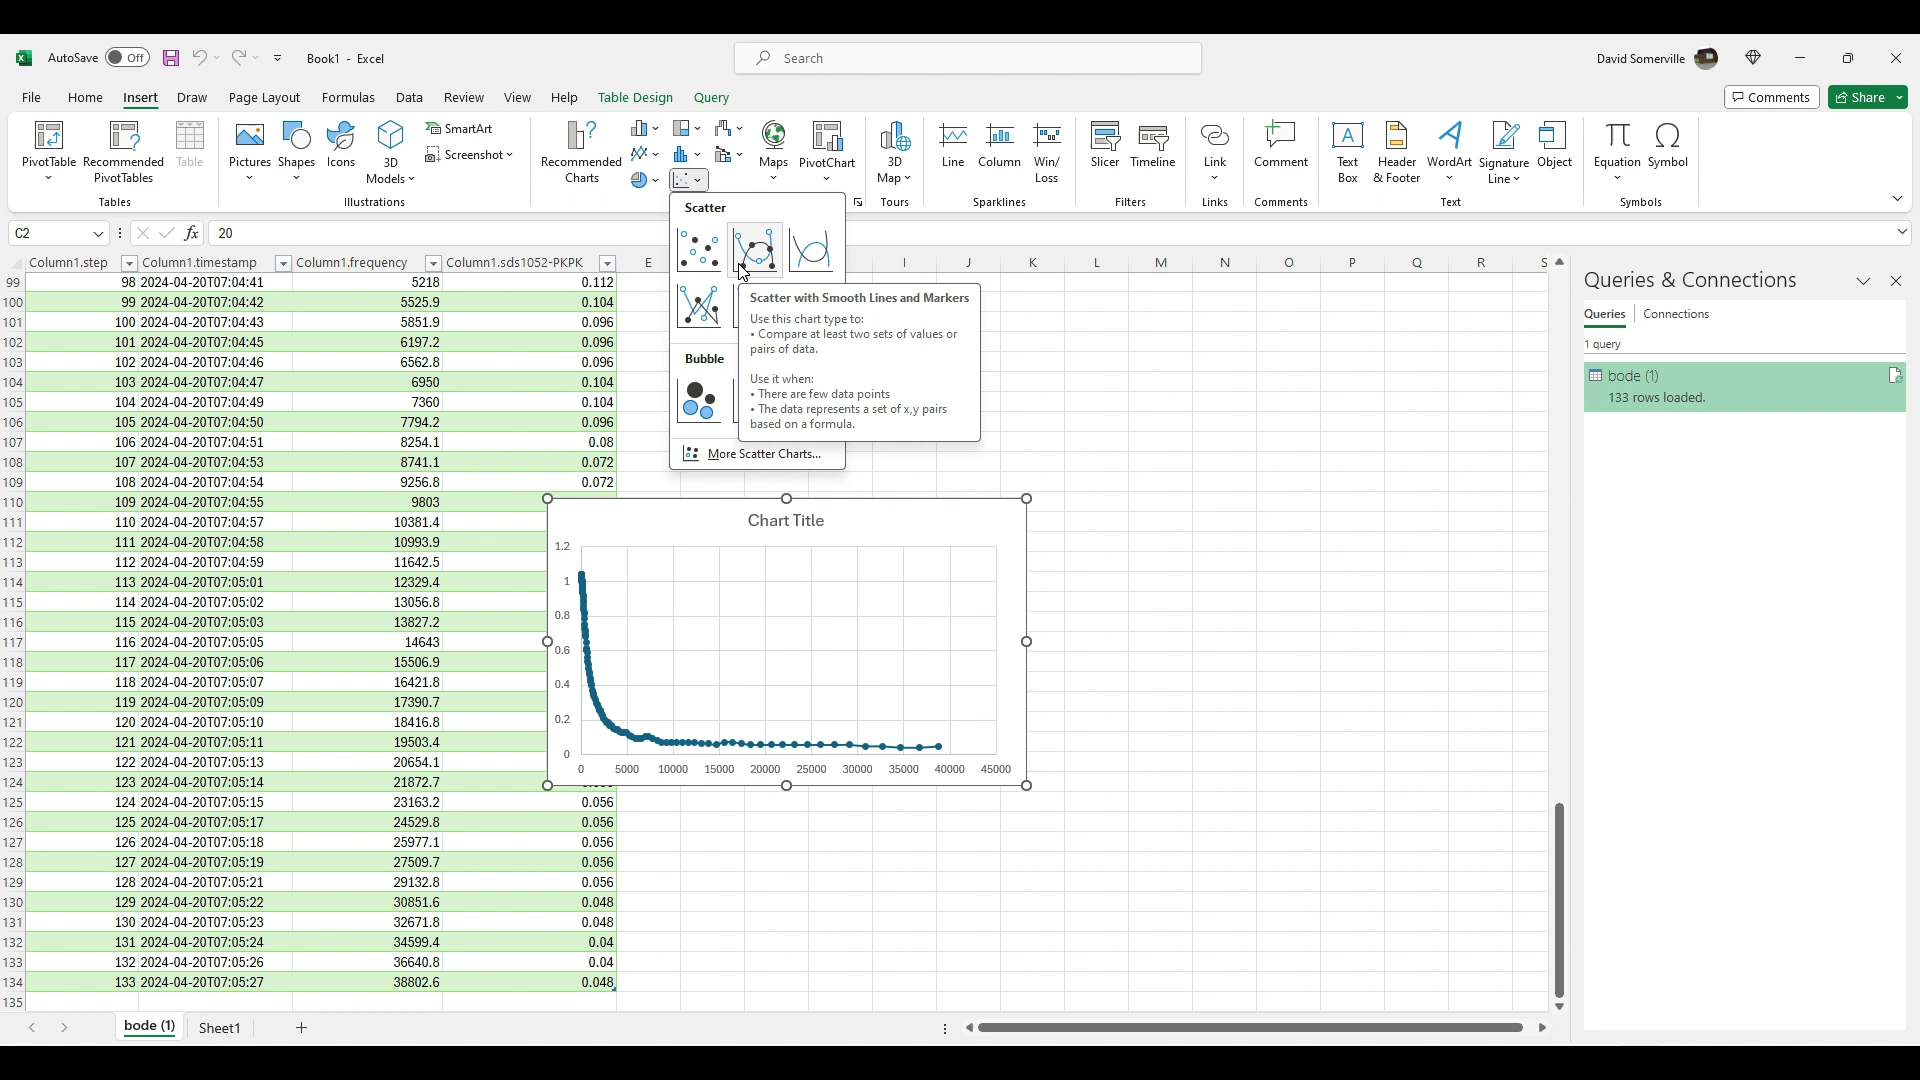 AutoSave Off Book1 - Excel Search David Somerville
File Home Insert Draw Page Layout Formulas Data Review View Help Table Design Query Comments Share
PivotTable Recommended PivotTables Table
Tables
Pictures Shapes Icons 3D Models SmartArt Screenshot
Illustrations
Recommended Charts Maps PivotChart
3D Map
Tours
Line Column Win/ Loss
Sparklines
Slicer Timeline
Filters
Link
Links
Comment
Comments
Text Box Header & Footer WordArt Signature Line Object
Text
Equation Symbol
Symbols
C2 fx 20
Scatter
Scatter with Smooth Lines and Markers
Use this chart type to:
• Compare at least two sets of values or
pairs of data.
Use it when:
• There are few data points
• The data represents a set of x,y pairs
based on a formula.
Bubble
More Scatter Charts...
Column1.step Column1.timestamp Column1.frequency Column1.sds1052-PKPK E I J K L M N O P Q R S
99 98 2024-04-20T07:04:41 5218 0.112
100 99 2024-04-20T07:04:42 5525.9 0.104
101 100 2024-04-20T07:04:43 5851.9 0.096
102 101 2024-04-20T07:04:45 6197.2 0.096
103 102 2024-04-20T07:04:46 6562.8 0.096
104 103 2024-04-20T07:04:47 6950 0.104
105 104 2024-04-20T07:04:49 7360 0.104
106 105 2024-04-20T07:04:50 7794.2 0.096
107 106 2024-04-20T07:04:51 8254.1 0.08
108 107 2024-04-20T07:04:53 8741.1 0.072
109 108 2024-04-20T07:04:54 9256.8 0.072
110 109 2024-04-20T07:04:55 9803
111 110 2024-04-20T07:04:57 10381.4
112 111 2024-04-20T07:04:58 10993.9
113 112 2024-04-20T07:04:59 11642.5
114 113 2024-04-20T07:05:01 12329.4
115 114 2024-04-20T07:05:02 13056.8
116 115 2024-04-20T07:05:03 13827.2
117 116 2024-04-20T07:05:05 14643
118 117 2024-04-20T07:05:06 15506.9
119 118 2024-04-20T07:05:07 16421.8
120 119 2024-04-20T07:05:09 17390.7
121 120 2024-04-20T07:05:10 18416.8
122 121 2024-04-20T07:05:11 19503.4
123 122 2024-04-20T07:05:13 20654.1
124 123 2024-04-20T07:05:14 21872.7
125 124 2024-04-20T07:05:15 23163.2 0.056
126 125 2024-04-20T07:05:17 24529.8 0.056
127 126 2024-04-20T07:05:18 25977.1 0.056
128 127 2024-04-20T07:05:19 27509.7 0.056
129 128 2024-04-20T07:05:21 29132.8 0.056
130 129 2024-04-20T07:05:22 30851.6 0.048
131 130 2024-04-20T07:05:23 32671.8 0.048
132 131 2024-04-20T07:05:24 34599.4 0.04
133 132 2024-04-20T07:05:26 36640.8 0.04
134 133 2024-04-20T07:05:27 38802.6 0.048
135
Chart Title
1.2
1
0.8
0.6
0.4
0.2
0
0 5000 10000 15000 20000 25000 30000 35000 40000 45000
Queries & Connections
Queries Connections
1 query
bode (1)
133 rows loaded.
bode (1) Sheet1